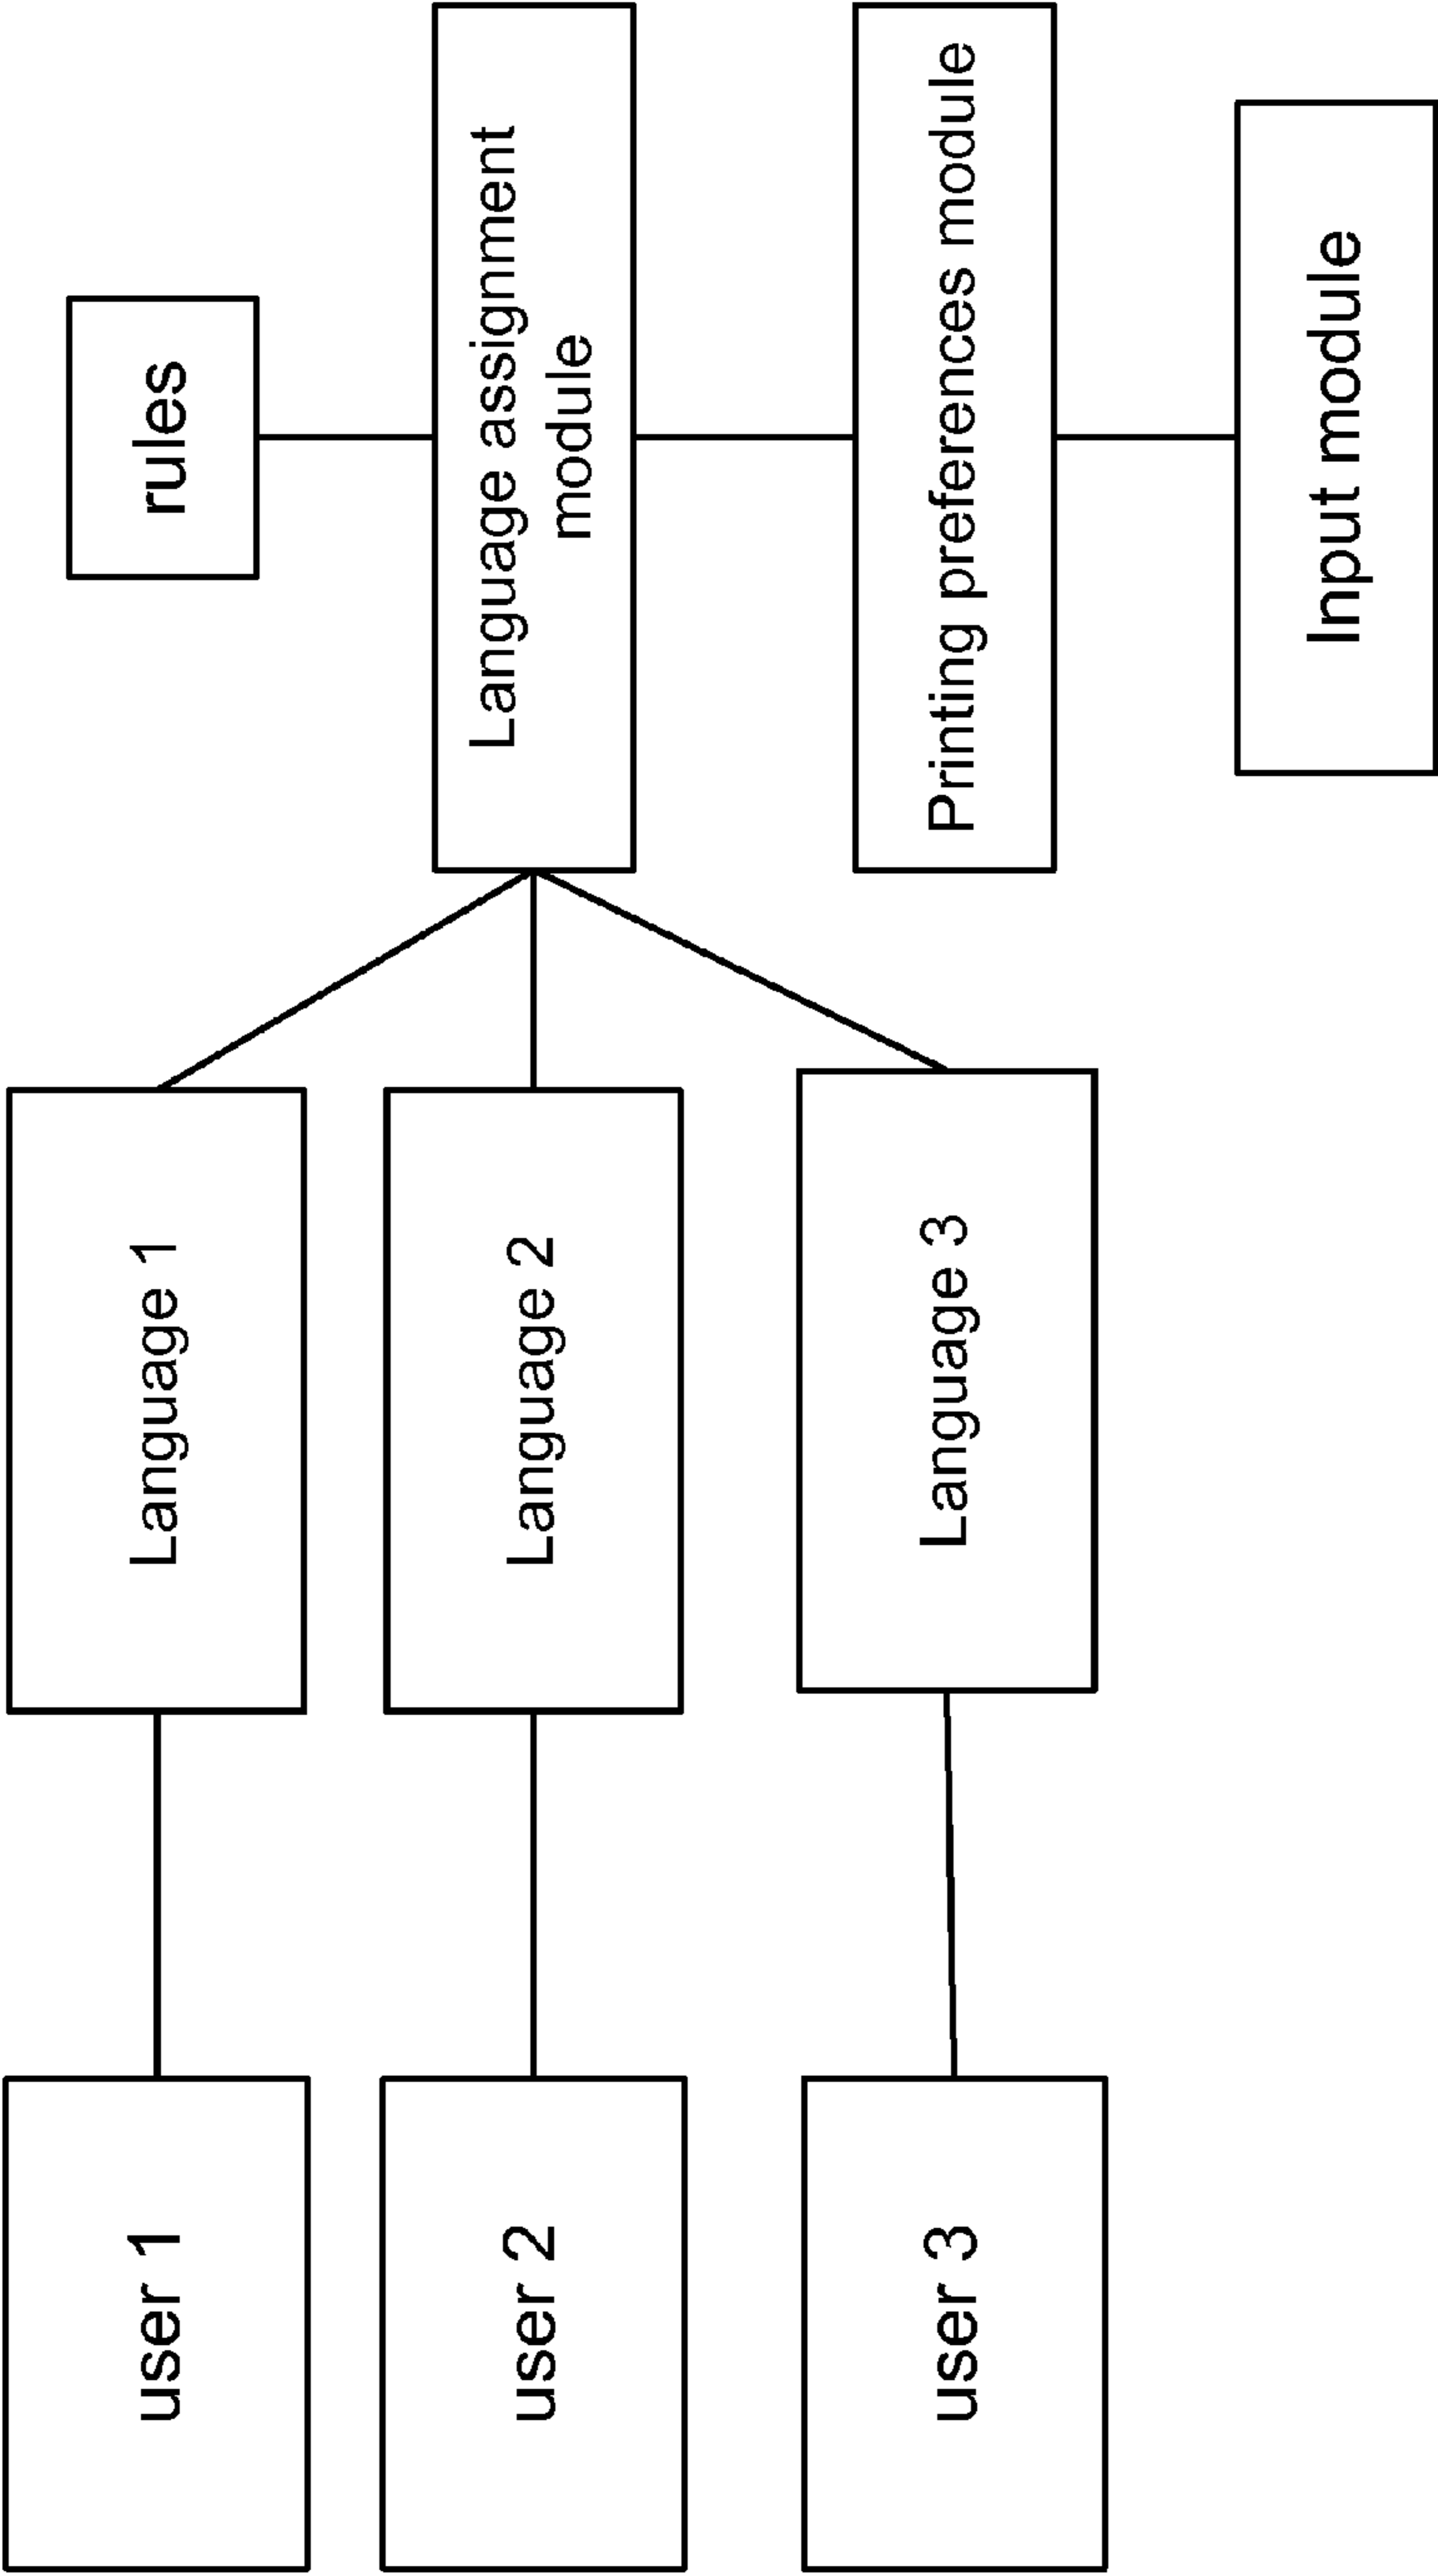 user 1
Language 1
rules
user 2
Language 2
Language assignment
module
user 3
Language 3
Printing preferences module
Input module